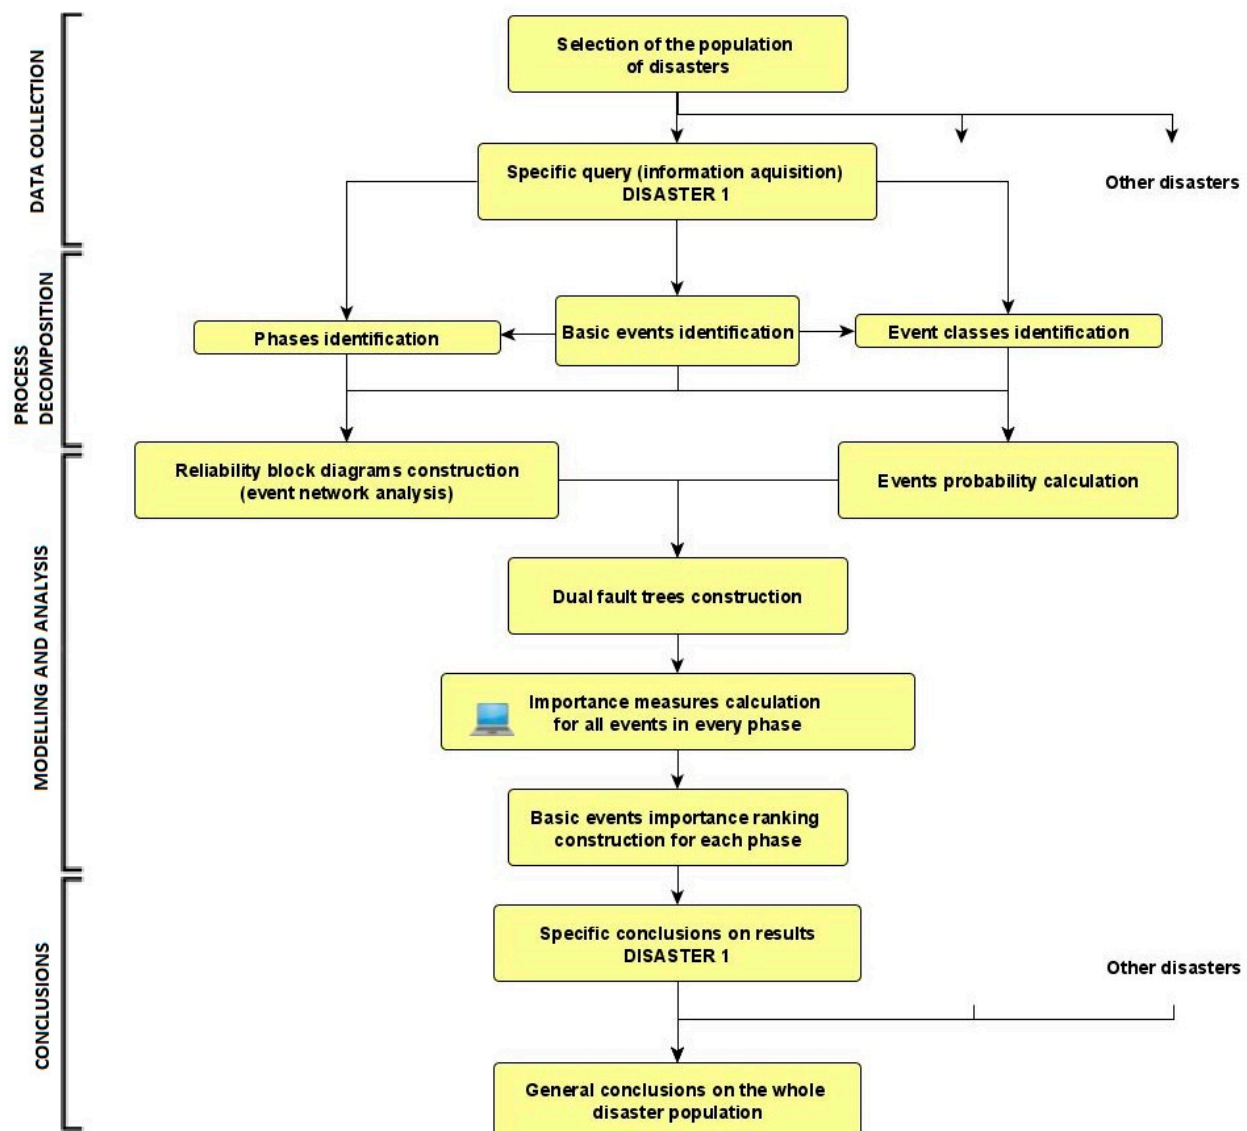 DATA COLLECTION
Selection of the population
of disasters
Specific query (information aquisition)
DISASTER 1
Other disasters
PROCESS
DECOMPOSITION
Phases identification
Basic events identification
Event classes identification
MODELLING AND ANALYSIS
Reliability block diagrams construction
(event network analysis)
Events probability calculation
Dual fault trees construction
Importance measures calculation
for all events in every phase
Basic events importance ranking
construction for each phase
CONCLUSIONS
Specific conclusions on results
DISASTER 1
Other disasters
General conclusions on the whole
disaster population